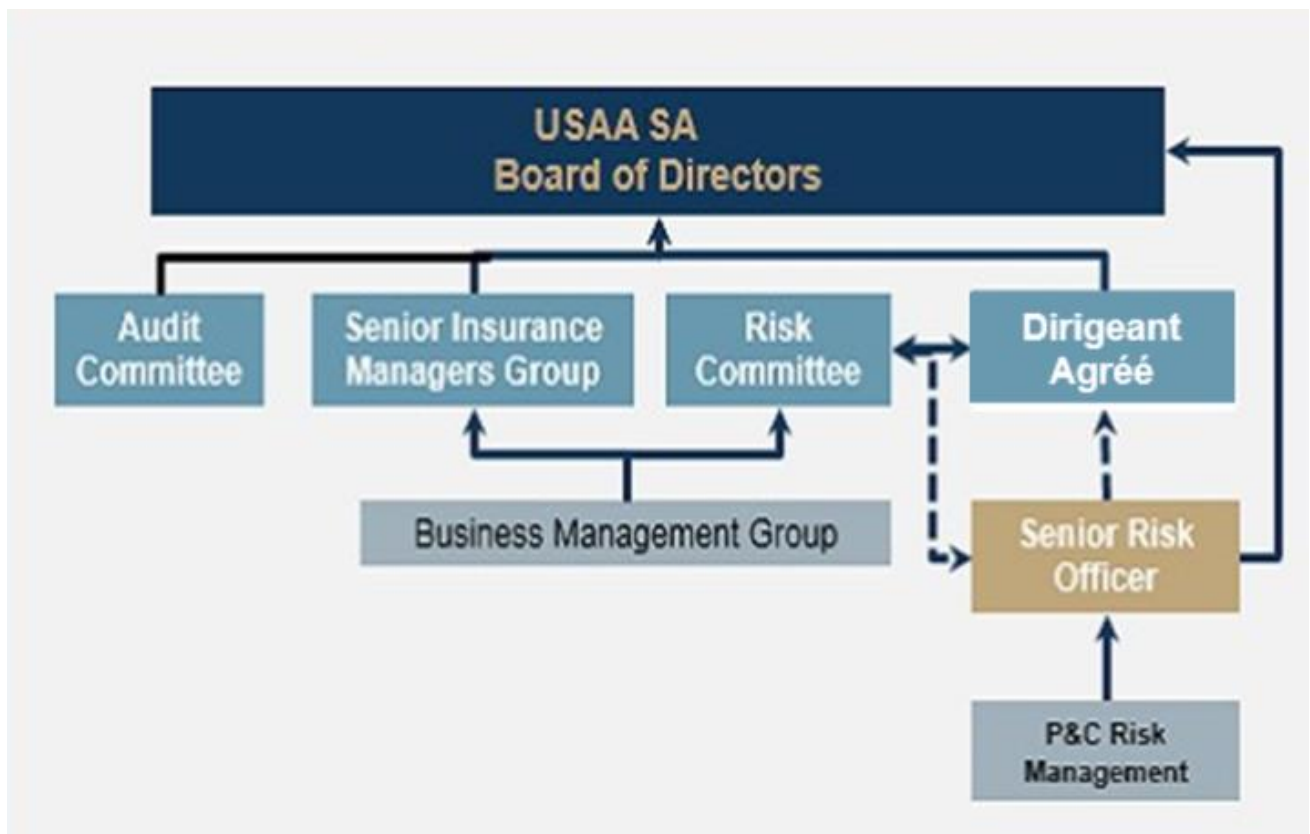 USAA SA
Board of Directors
Audit
Committee
Senior Insurance
Managers Group
Risk
Committee
Dirigeant
Agréé
Business Management Group
Senior Risk
Officer
P&C Risk
Management